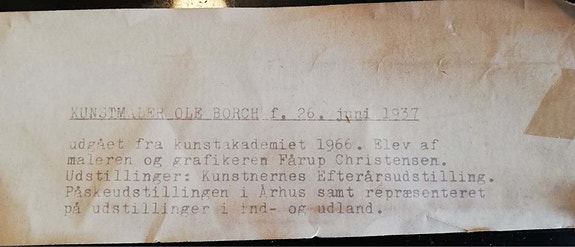 KUNSTMALER OLE BORCH f. 26. juni 1937
udgået fra kunstakademiet 1966. Elev af
maleren og grafikeren Fårup Christensen.
Udstillinger: Kunstnernes Efterårsudstilling.
Påskeudstillingen i Århus samt repræsenteret
på udstillinger i ind- og udland.